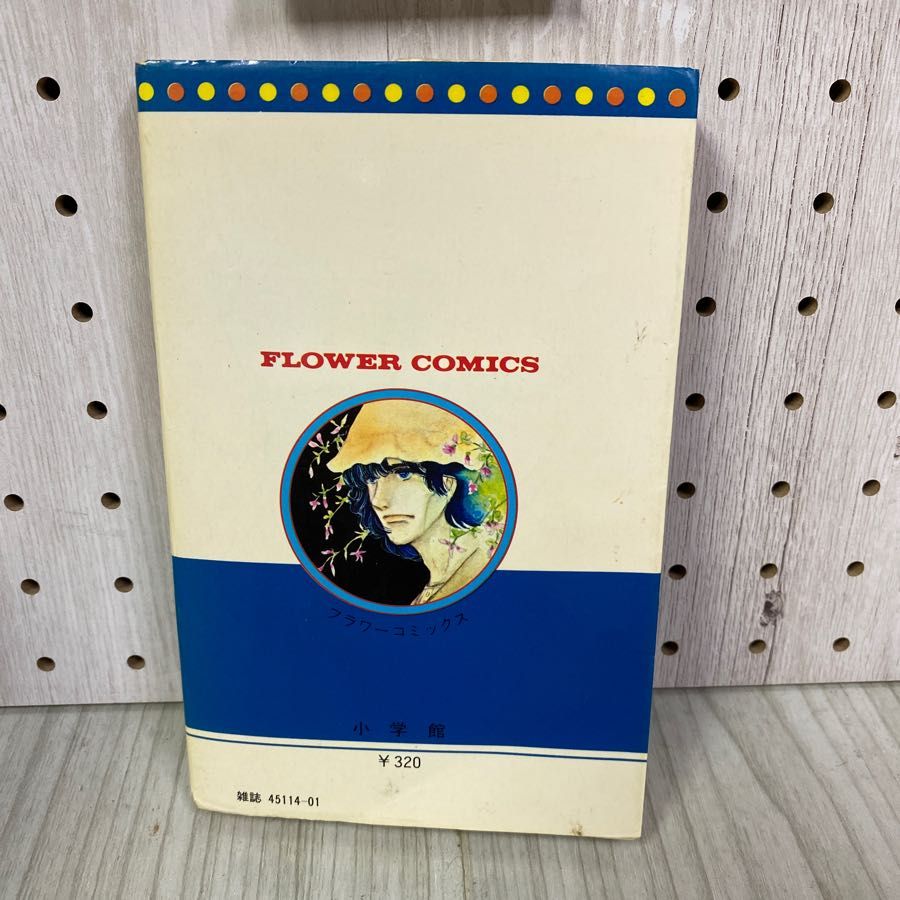 FLOWER COMICS
フラワーコミックス
小学館
¥320
雑誌 45114-01